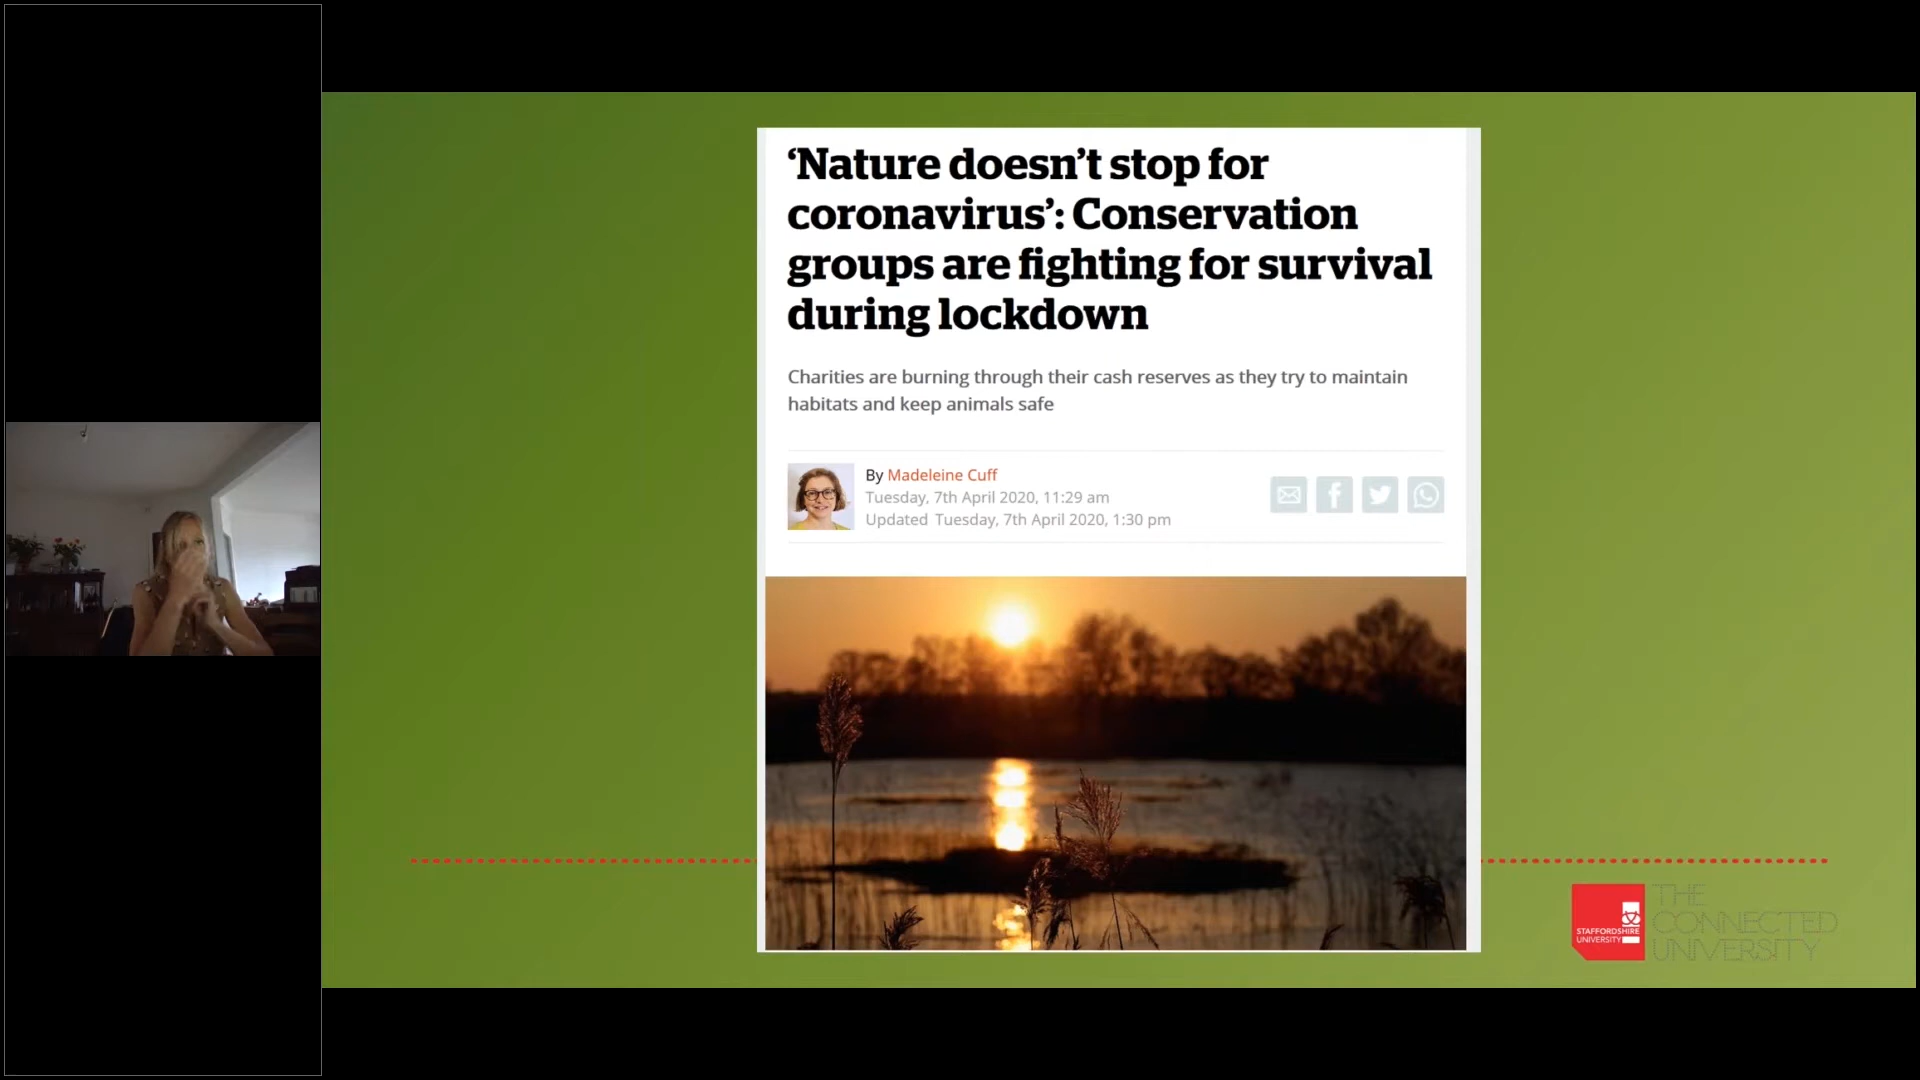 ‘Nature doesn’t stop for
coronavirus’: Conservation
groups are fighting for survival
during lockdown
Charities are burning through their cash reserves as they try to maintain
habitats and keep animals safe
By Madeleine Cuff
Tuesday, 7th April 2020, 11:29 am
Updated Tuesday, 7th April 2020, 1:30 pm
STAFFORDSHIRE
UNIVERSITY
THE
CONNECTED
UNIVERSITY